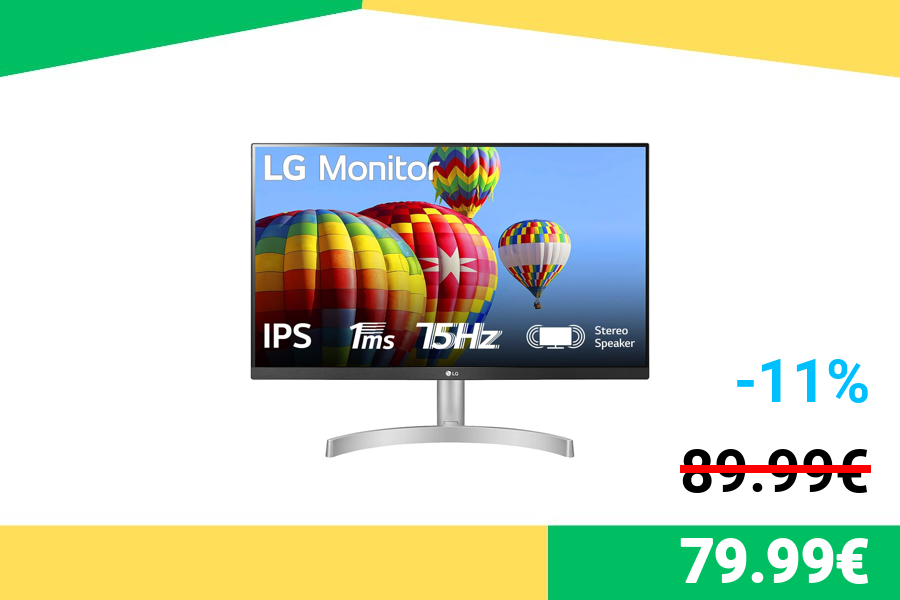 LG Monitor
IPS
1ms
75Hz
Stereo
Speaker
LG
-11%
89.99€
79.99€